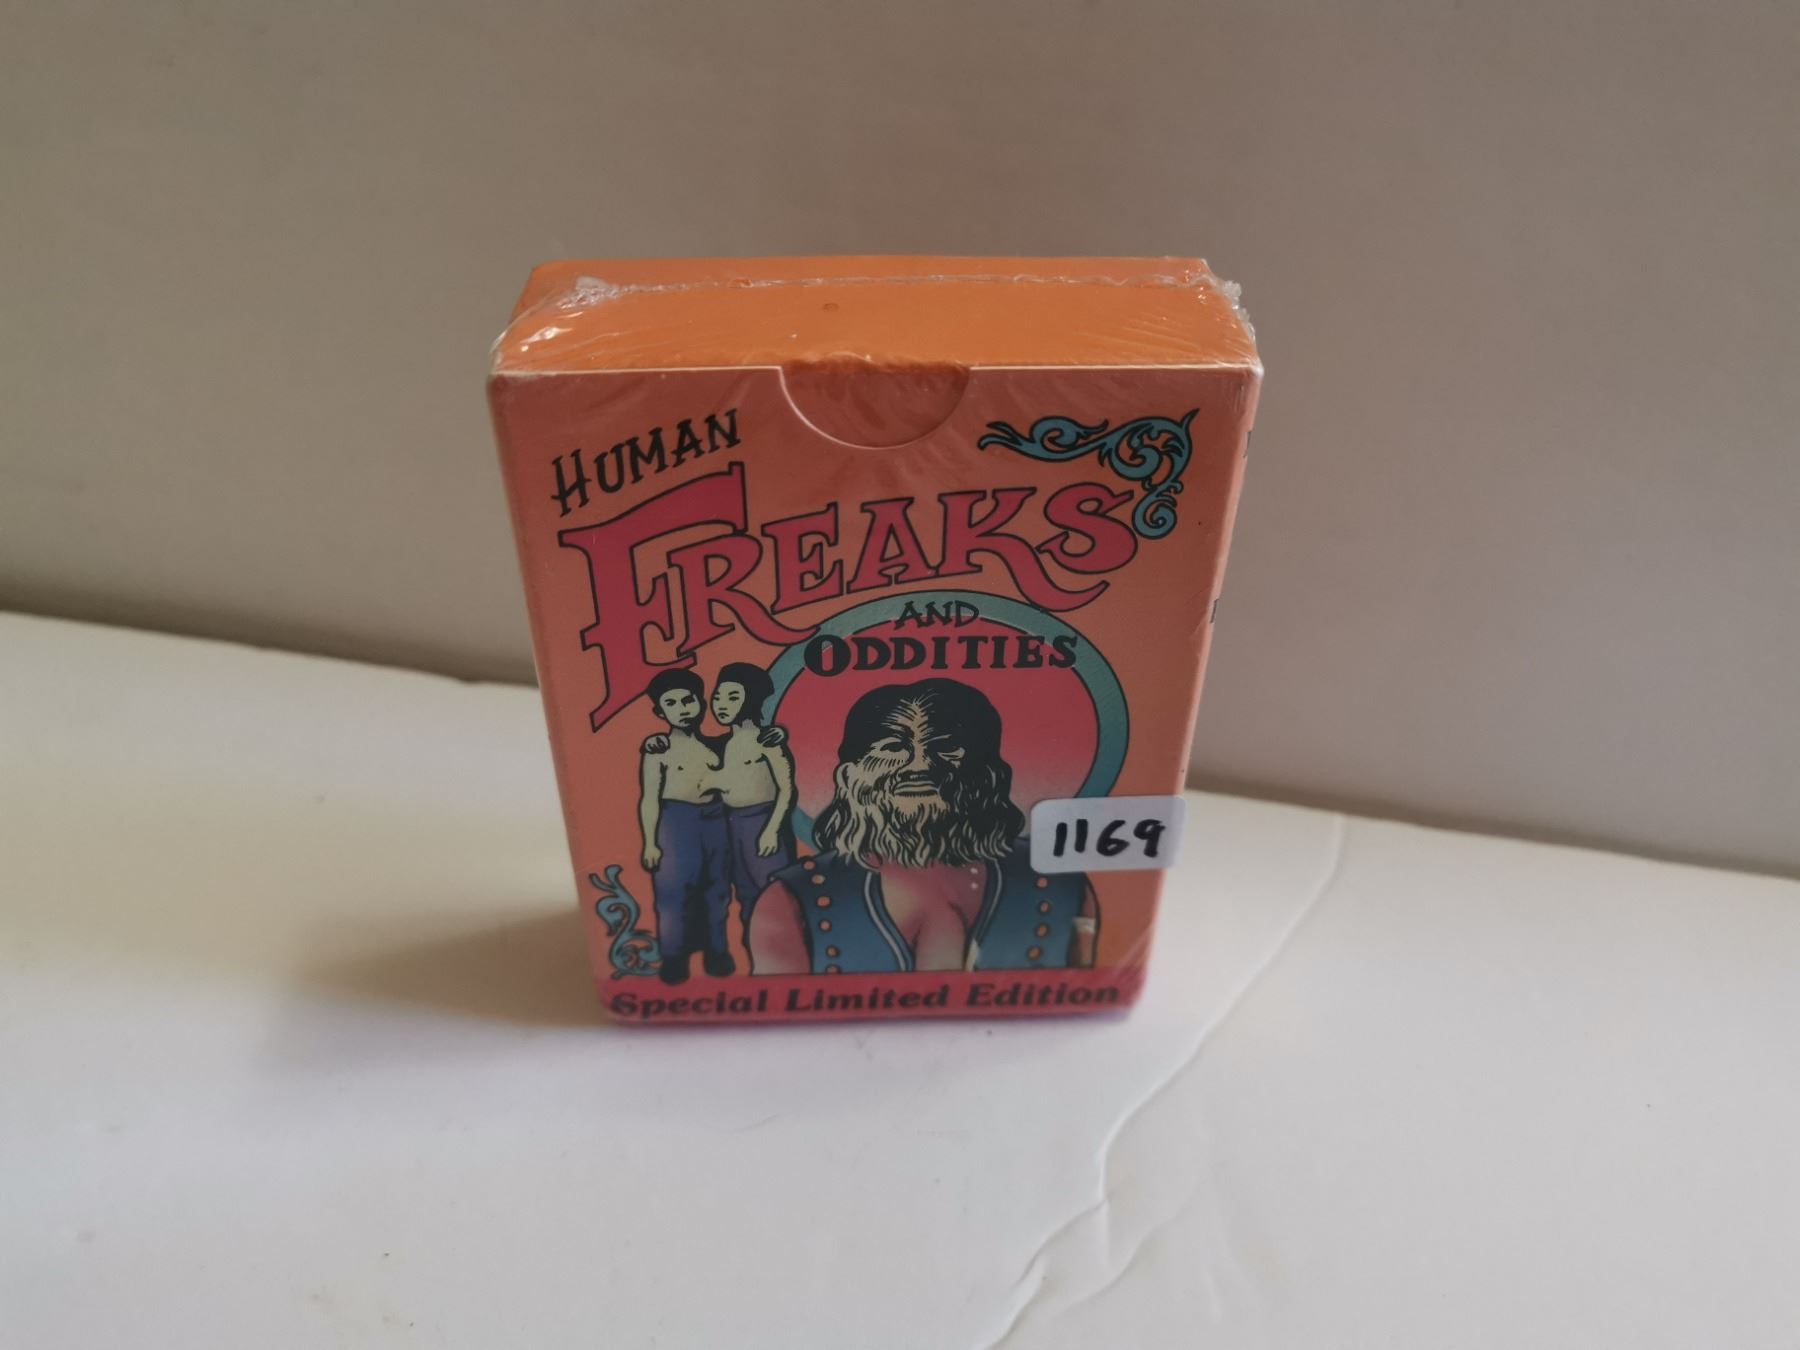 HUMAN
FREAKS
AND
ODDITIES
1169
Special Limited Edition